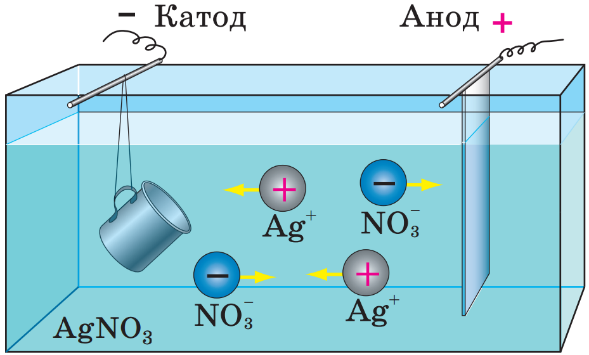 − Катод
Анод +
+
Ag⁺
−
NO₃⁻
−
NO₃⁻
+
Ag⁺
AgNO₃